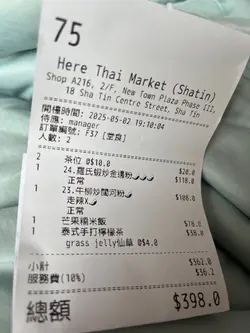 75
Here Thai Market (Shatin)
Shop A216, 2/F, New Town Plaza Phase III,
18 Sha Tin Centre Street, Sha Tin
開檯時間: 2025-05-02 19:10:04
侍應: manager
訂單編號: F37 [堂食]
人數: 2
2 茶位 @$10.0 $20.0
1 24.羅氏蝦炒金邊粉🌶🌶🌶 $118.0
正常
1 23.牛柳炒闊河粉🌶 $108.0
走辣X🌶
正常
1 芒果糯米飯 $78.0
1 泰式手打檸檬茶 $38.0
grass jelly仙草 @$4.0
小計 $362.0
服務費(10%) $36.2
總額 $398.0